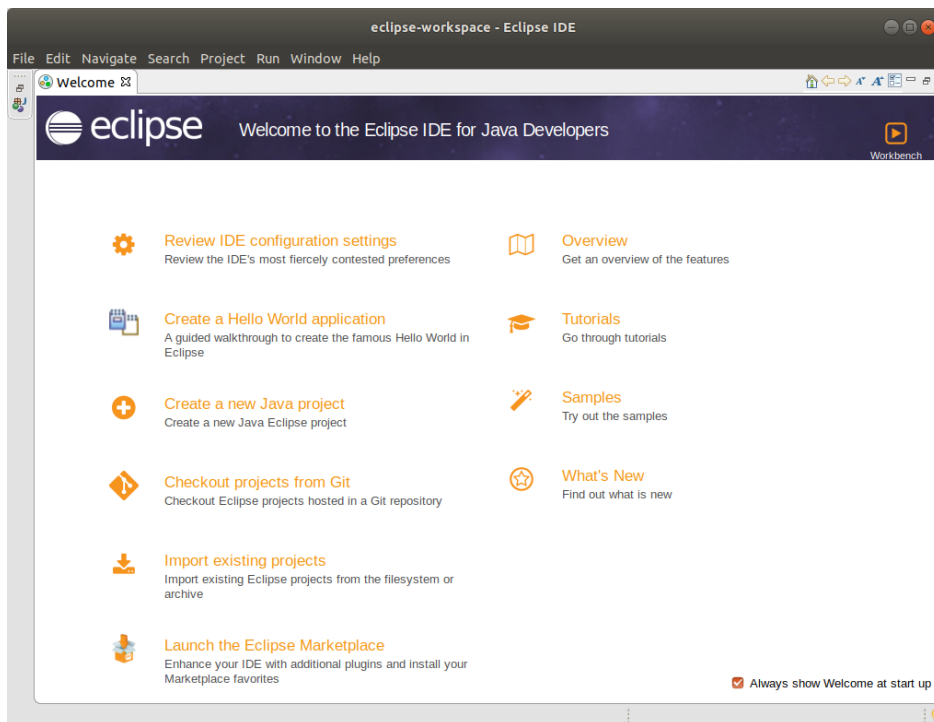 eclipse-workspace - Eclipse IDE
File Edit Navigate Search Project Run Window Help
Welcome
eclipse
Welcome to the Eclipse IDE for Java Developers
Workbench
Review IDE configuration settings
Review the IDE's most fiercely contested preferences
Create a Hello World application
A guided walkthrough to create the famous Hello World in
Eclipse
Create a new Java project
Create a new Java Eclipse project
Checkout projects from Git
Checkout Eclipse projects hosted in a Git repository
Import existing projects
Import existing Eclipse projects from the filesystem or
archive
Launch the Eclipse Marketplace
Enhance your IDE with additional plugins and install your
Marketplace favorites
Overview
Get an overview of the features
Tutorials
Go through tutorials
Samples
Try out the samples
What's New
Find out what is new
Always show Welcome at start up